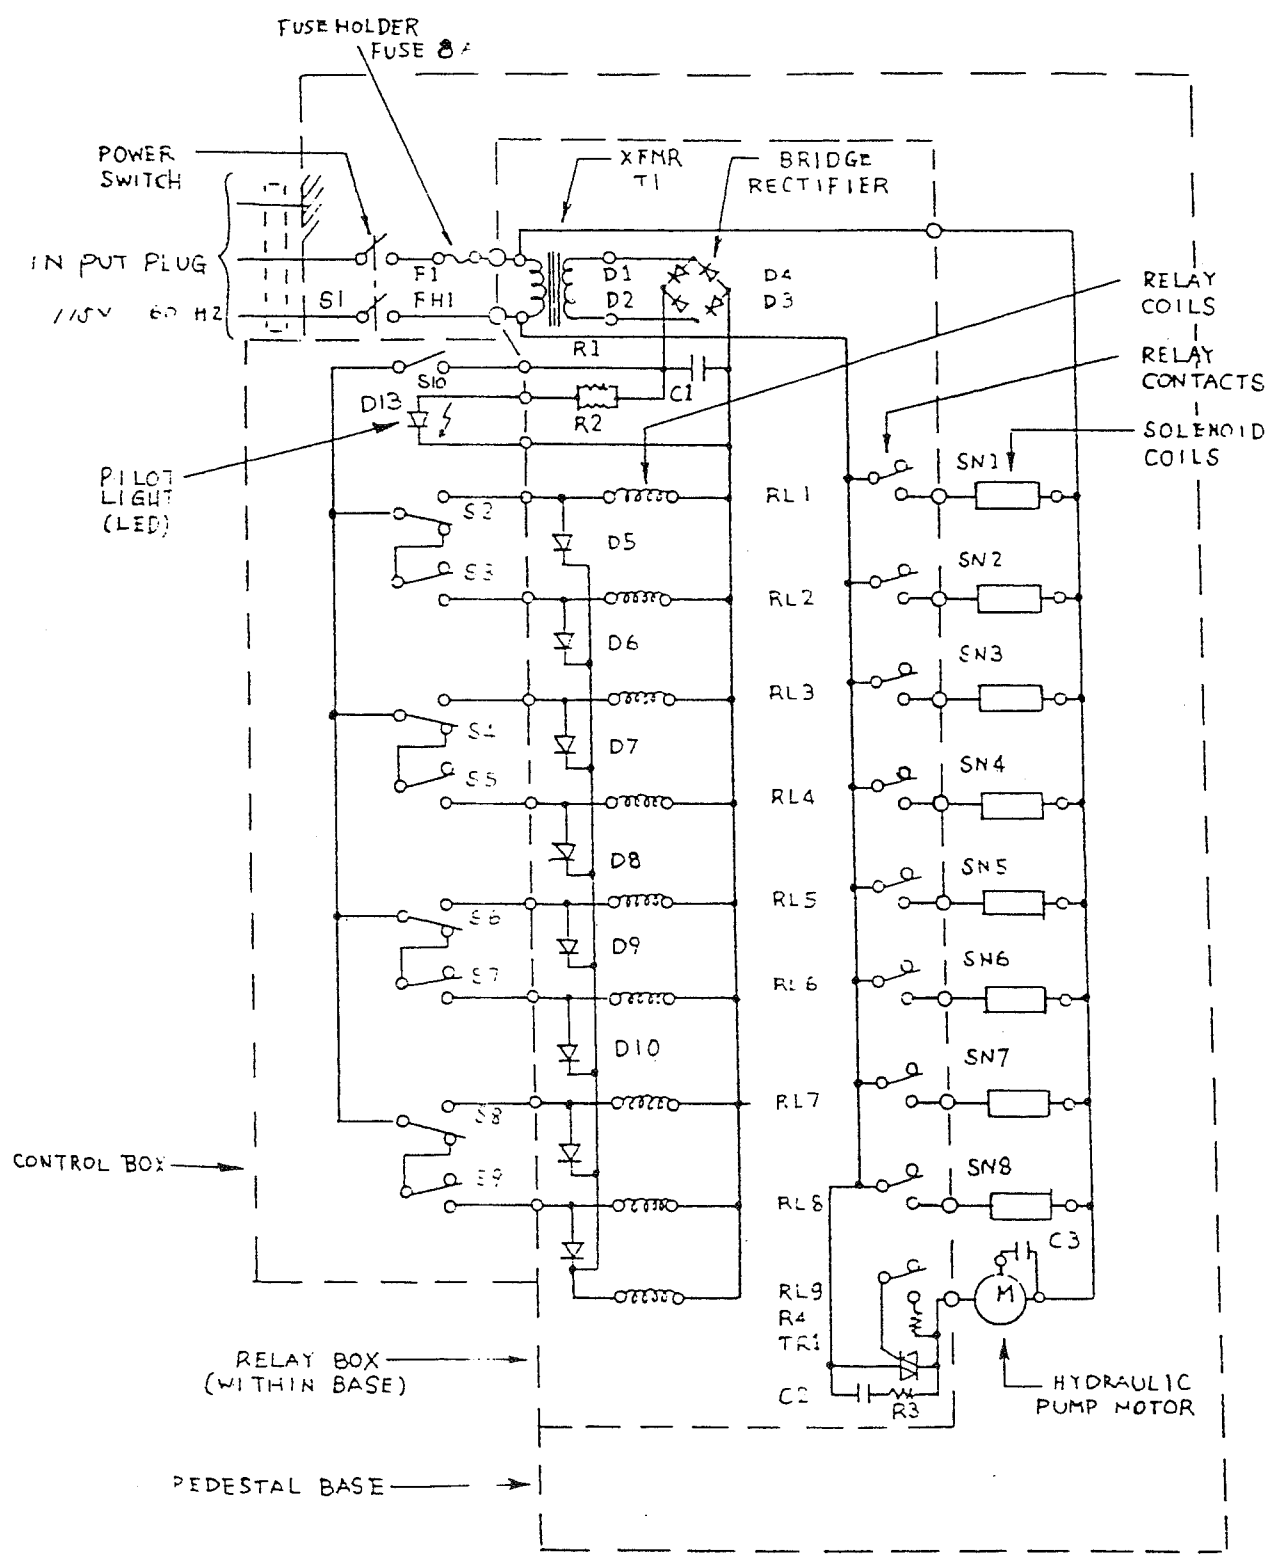 FUSE HOLDER
FUSE 8A
POWER
SWITCH
XFMR
T1
BRIDGE
RECTIFIER
IN PUT PLUG
115V 60 HZ
S1
F1
FH1
D1
D2
D4
D3
RELAY
COILS
RELAY
CONTACTS
SOLENOID
COILS
R1
S10
C1
D13
R2
PILOT
LIGHT
(LED)
S2
RL1
SN1
D5
S3
RL2
SN2
D6
RL3
SN3
S4
D7
S5
RL4
SN4
D8
S6
RL5
SN5
D9
S7
RL6
SN6
D10
S8
RL7
SN7
CONTROL BOX
S9
RL8
SN8
C3
RL9
R4
TR1
M
RELAY BOX
(WITHIN BASE)
C2
R3
HYDRAULIC
PUMP MOTOR
PEDESTAL BASE